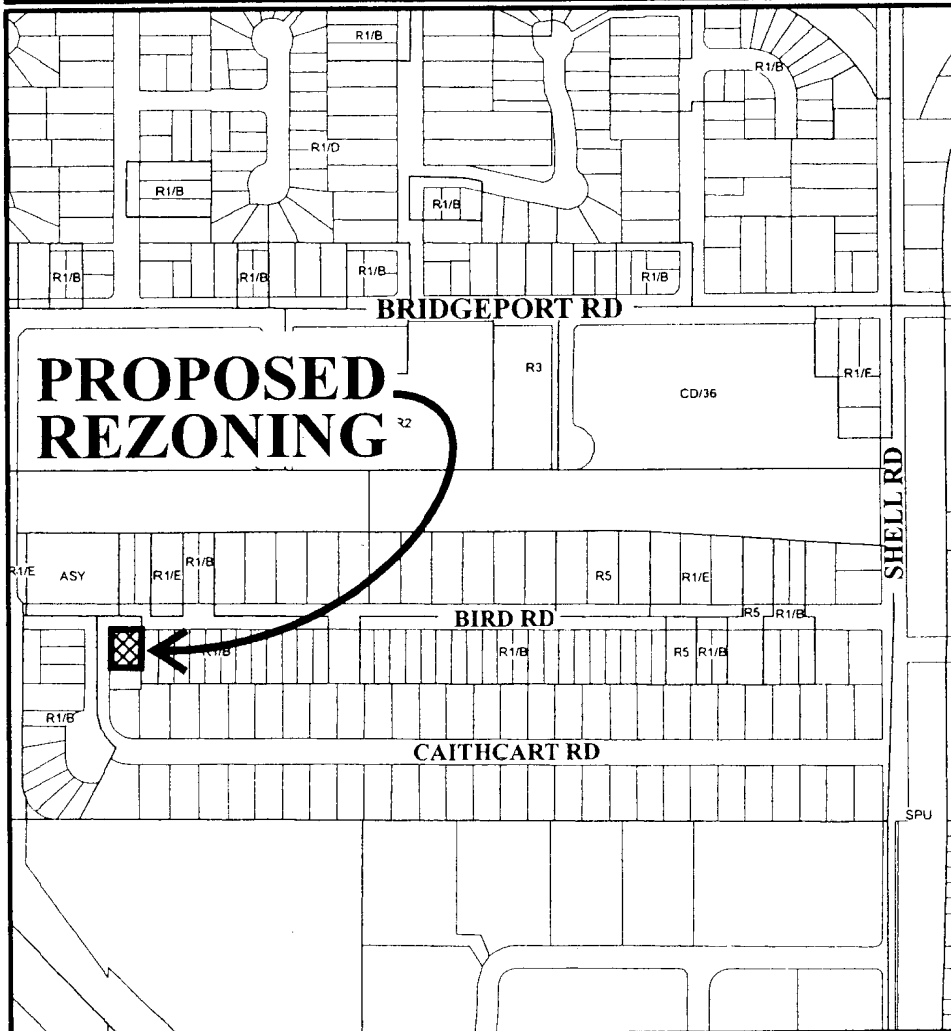 R1/B
R1/B
R1/D
R1/B
R1/B
R1/B
R1/B
R1/B
R1/B
BRIDGEPORT RD
PROPOSED
REZONING
R2
R3
CD/36
R1/F
SHELL RD
R1/E
ASY
R1/E
R1/B
R5
R1/E
BIRD RD
R5
R1/B
R1/B
R1/B
R5
R1/B
R1/B
CAITHCART RD
SPU